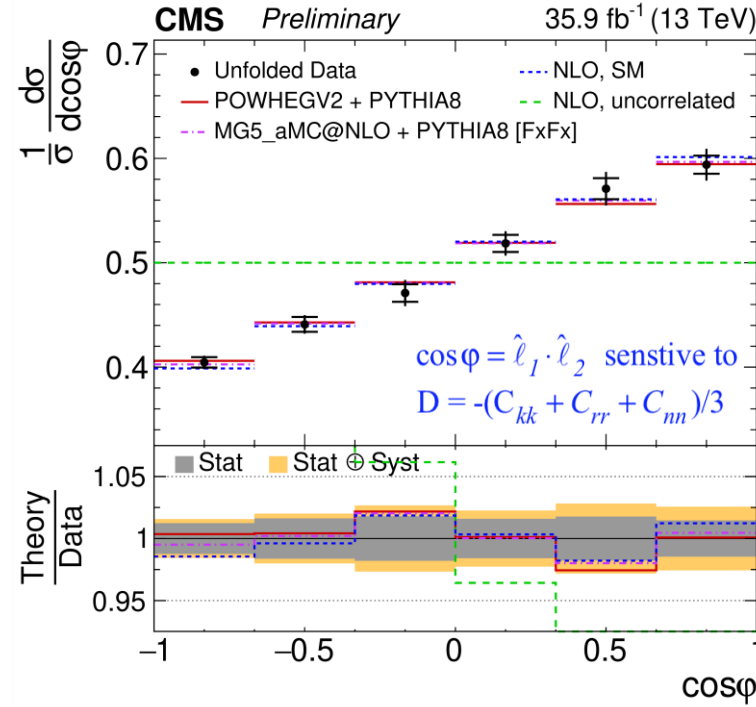 CMS Preliminary 35.9 fb⁻¹ (13 TeV)
1/σ dσ/dcosφ
0.7
0.6
0.5
0.4
Unfolded Data
POWHEGV2 + PYTHIA8
MG5_aMC@NLO + PYTHIA8 [FxFx]
NLO, SM
NLO, uncorrelated
cosφ = ℓ̂₁ · ℓ̂₂ senstive to
D = -(C_kk + C_rr + C_nn)/3
Stat Stat ⊕ Syst
Theory/Data
1.05
1
0.95
−1 −0.5 0 0.5 1
cosφ